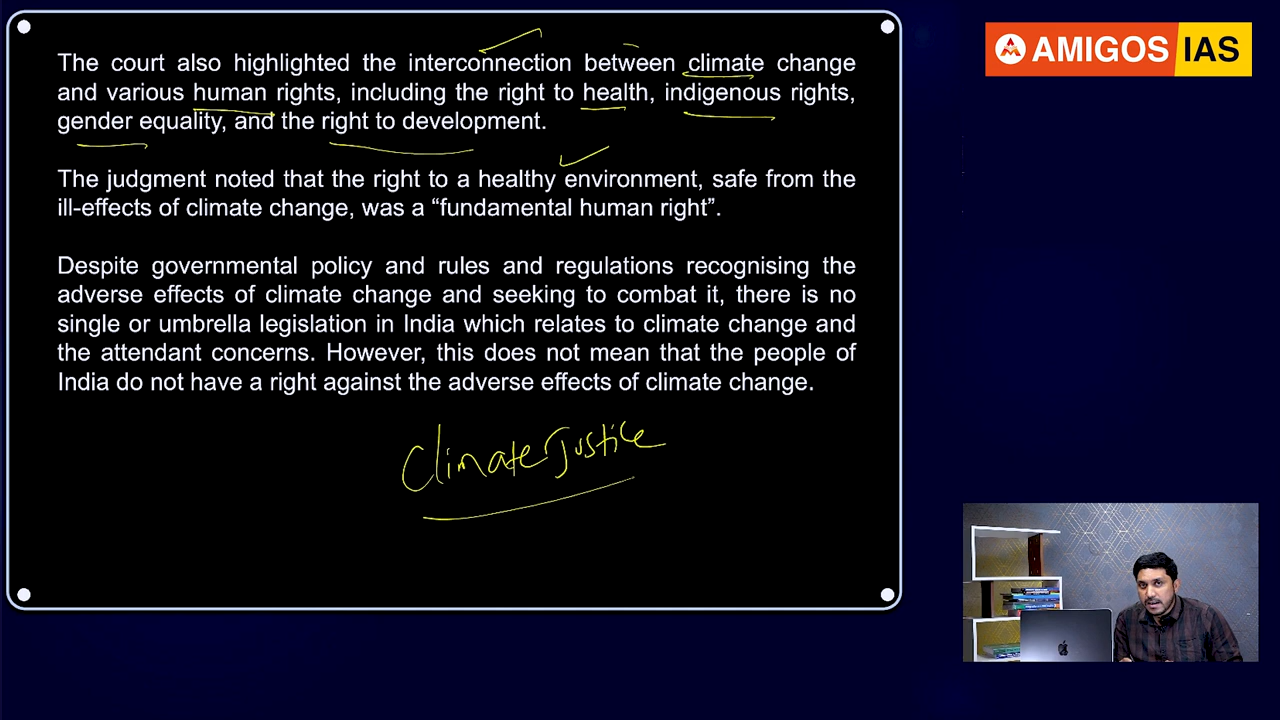 The court also highlighted the interconnection between climate change
and various human rights, including the right to health, indigenous rights,
gender equality, and the right to development.
The judgment noted that the right to a healthy environment, safe from the
ill-effects of climate change, was a “fundamental human right”.
Despite governmental policy and rules and regulations recognising the
adverse effects of climate change and seeking to combat it, there is no
single or umbrella legislation in India which relates to climate change and
the attendant concerns. However, this does not mean that the people of
India do not have a right against the adverse effects of climate change.
Climate Justice
AMIGOS IAS